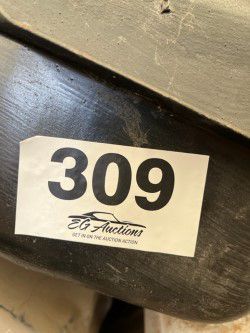 309
EG Auctions
GET IN ON THE AUCTION ACTION